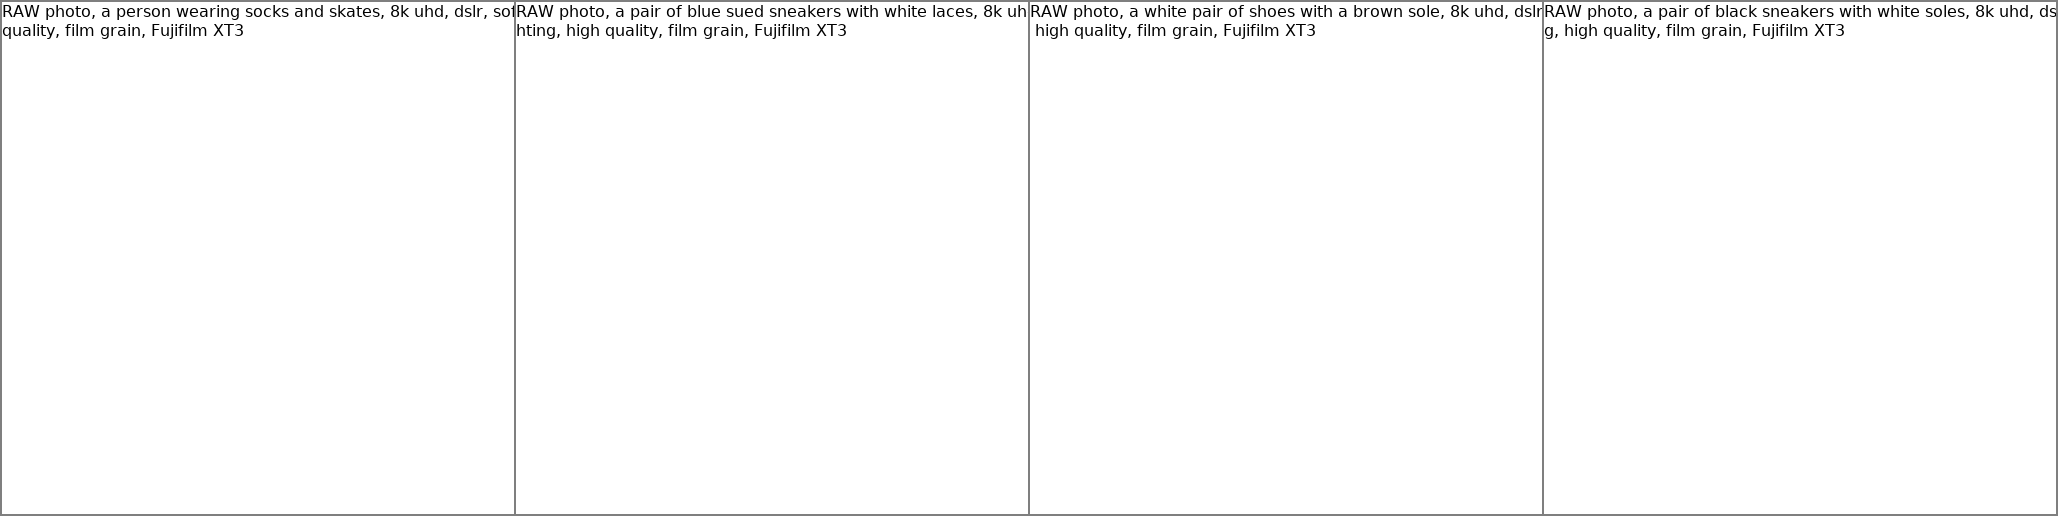 RAW photo, a person wearing socks and skates, 8k uhd, dslr,
quality, film grain, Fujifilm XT3
RAW photo, a pair of blue sued sneakers with white laces, 8k
hting, high quality, film grain, Fujifilm XT3
RAW photo, a white pair of shoes with a brown sole, 8k uhd, dslr
high quality, film grain, Fujifilm XT3
RAW photo, a pair of black sneakers with white soles, 8k uhd,
g, high quality, film grain, Fujifilm XT3